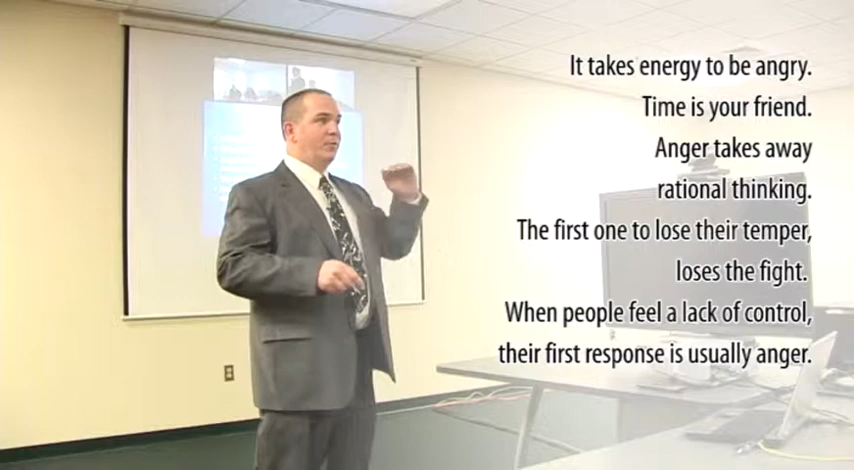 It takes energy to be angry.
Time is your friend.
Anger takes away
rational thinking.
The first one to lose their temper,
loses the fight.
When people feel a lack of control,
their first response is usually anger.